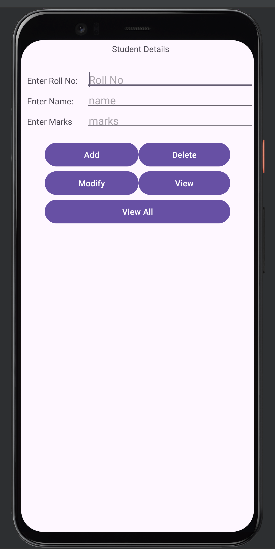 Student Details
Enter Roll No: Roll No
Enter Name: name
Enter Marks marks
Add Delete
Modify View
View All